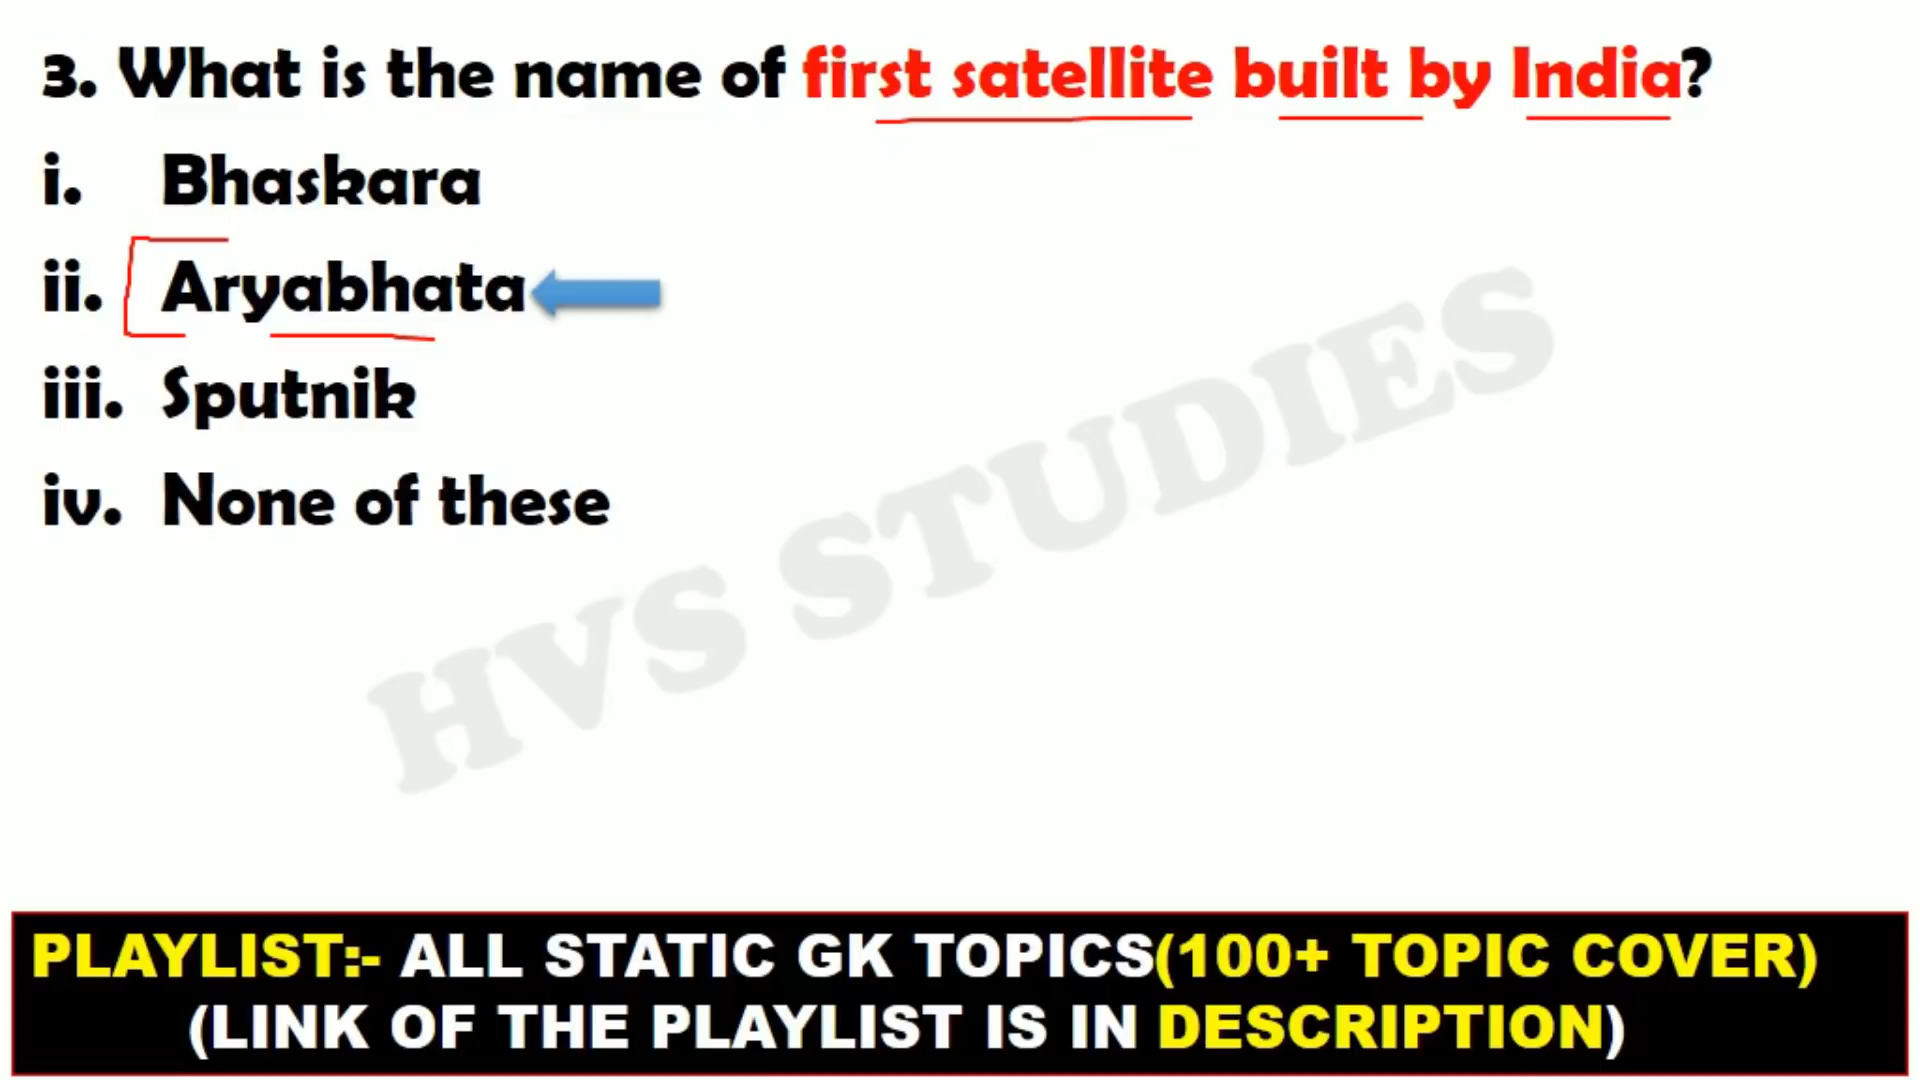 3. What is the name of first satellite built by India?
i. Bhaskara
ii. Aryabhata
iii. Sputnik
iv. None of these
HVS STUDIES
PLAYLIST:- ALL STATIC GK TOPICS(100+ TOPIC COVER)
(LINK OF THE PLAYLIST IS IN DESCRIPTION)